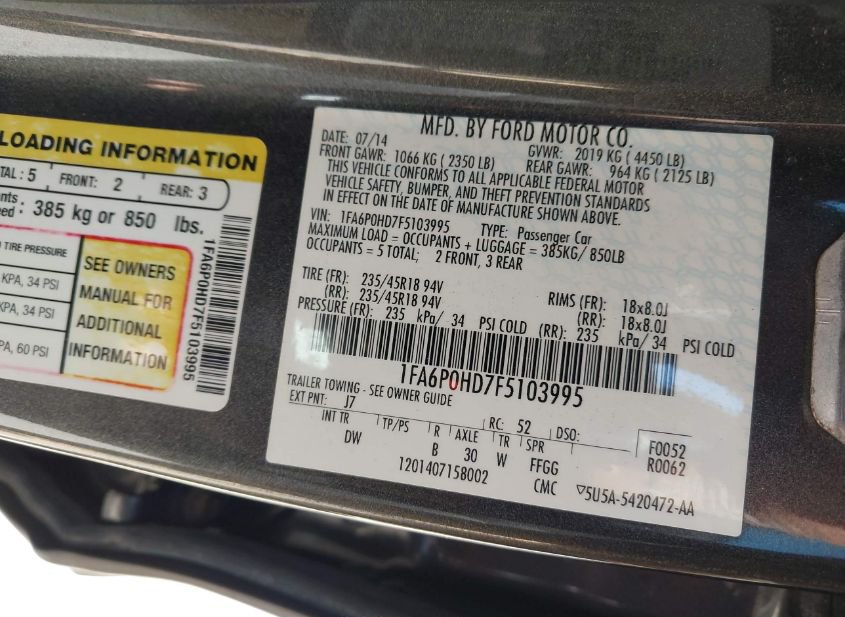 LOADING INFORMATION
TAL : 5 FRONT: 2 REAR: 3
385 kg or 850 lbs.
TIRE PRESSURE
KPA, 34 PSI
KPA, 34 PSI
KPA, 60 PSI
SEE OWNERS
MANUAL FOR
ADDITIONAL
INFORMATION
1FA6P0HD7F5103995
MFD. BY FORD MOTOR CO.
DATE: 07/14 GVWR: 2019 KG ( 4450 LB)
FRONT GAWR: 1066 KG ( 2350 LB) REAR GAWR: 964 KG ( 2125 LB)
THIS VEHICLE CONFORMS TO ALL APPLICABLE FEDERAL MOTOR
VEHICLE SAFETY, BUMPER, AND THEFT PREVENTION STANDARDS
IN EFFECT ON THE DATE OF MANUFACTURE SHOWN ABOVE.
VIN: 1FA6P0HD7F5103995 TYPE: Passenger Car
MAXIMUM LOAD = OCCUPANTS + LUGGAGE = 385KG/ 850LB
OCCUPANTS = 5 TOTAL; 2 FRONT, 3 REAR
TIRE (FR): 235/45R18 94V RIMS (FR): 18x8.0J
(RR): 235/45R18 94V (RR): 18x8.0J
PRESSURE (FR): 235 kPa/ 34 PSI COLD (RR): 235 kPa/34 PSI COLD
1FA6P0HD7F5103995
TRAILER TOWING - SEE OWNER GUIDE
EXT PNT: J7 RC: 52 DSO: F0052
INT TR TP/PS R AXLE TR SPR R0062
DW B 30 W FFGG
1201407158002 CMC ▽5U5A-5420472-AA